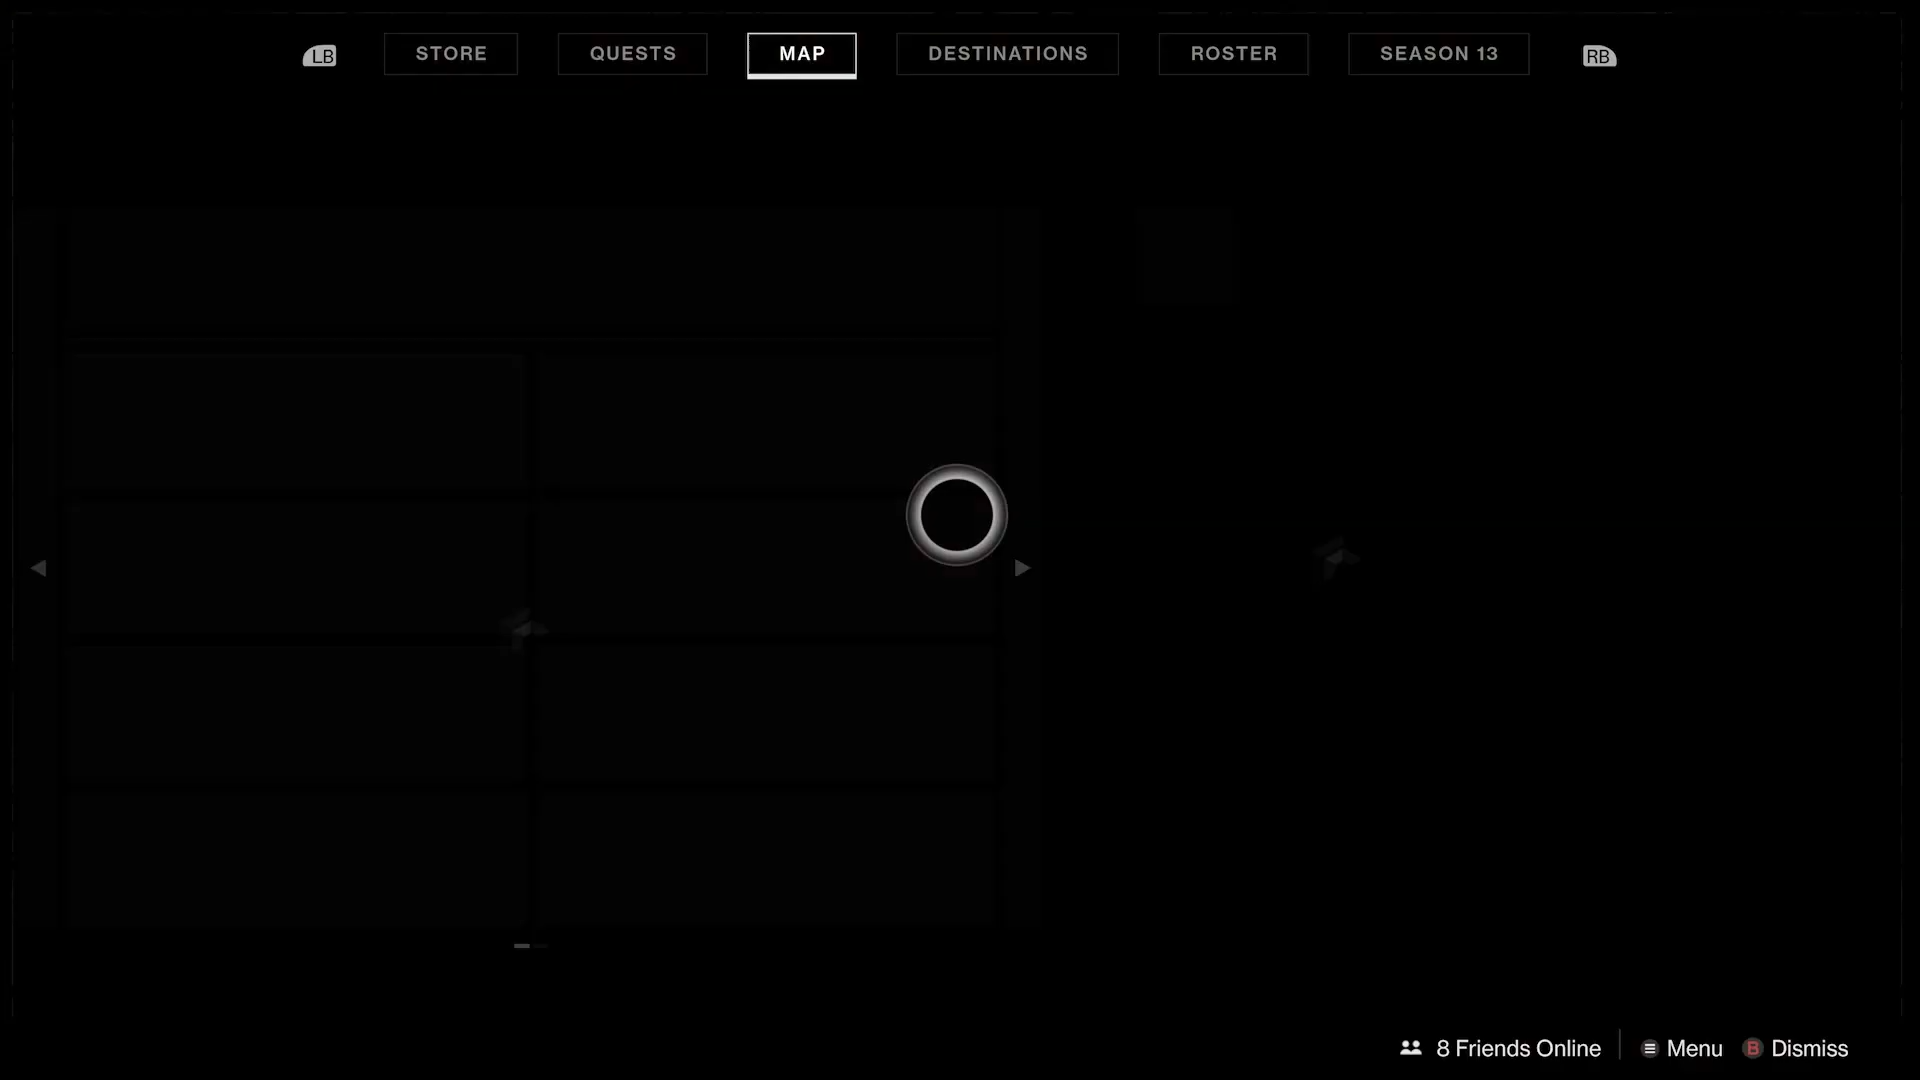 LB STORE QUESTS MAP DESTINATIONS ROSTER SEASON 13 RB
8 Friends Online Menu B Dismiss